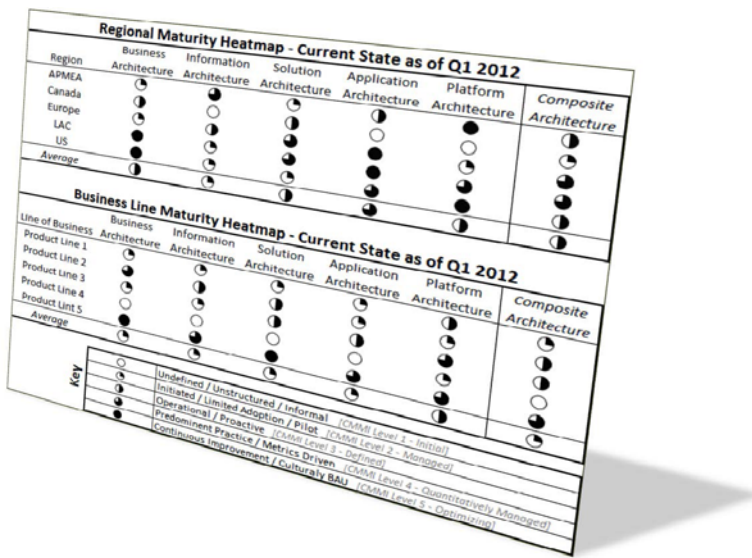 Regional Maturity Heatmap - Current State as of Q1 2012
Region Business Architecture Information Architecture Solution Architecture Application Architecture Platform Architecture Composite Architecture
APMEA
Canada
Europe
LAC
US
Average
Business Line Maturity Heatmap - Current State as of Q1 2012
Line of Business Business Architecture Information Architecture Solution Architecture Application Architecture Platform Architecture Composite Architecture
Product Line 1
Product Line 2
Product Line 3
Product Line 4
Product Lint 5
Average
Key
Undefined / Unstructured / Informal [CMMI Level 1 - Initial]
Initiated / Limited Adoption / Pilot [CMMI Level 2 - Managed]
Operational / Proactive [CMMI Level 3 - Defined]
Predominent Practice / Metrics Driven [CMMI Level 4 - Quantitatively Managed]
Continuous Improvement / Culturaly BAU [CMMI Level 5 - Optimizing]